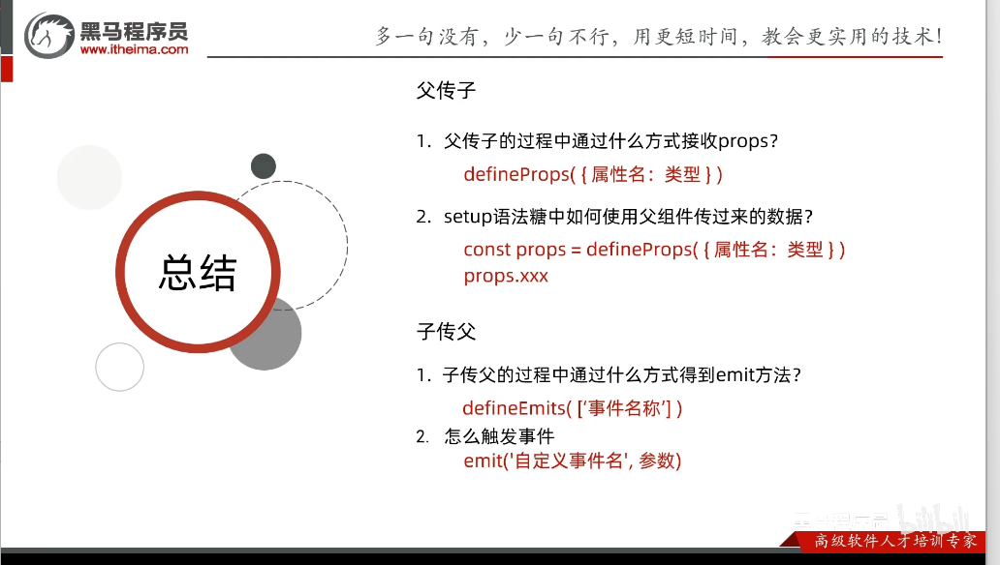 黑马程序员
www.itheima.com
多一句没有，少一句不行，用更短时间，教会更实用的技术！
父传子
1. 父传子的过程中通过什么方式接收props？
defineProps( { 属性名：类型 } )
2. setup语法糖中如何使用父组件传过来的数据？
const props = defineProps( { 属性名：类型 } )
props.xxx
总结
子传父
1. 子传父的过程中通过什么方式得到emit方法？
defineEmits( [‘事件名称’] )
2. 怎么触发事件
emit('自定义事件名', 参数)
黑马程序员 bilibili
高级软件人才培训专家